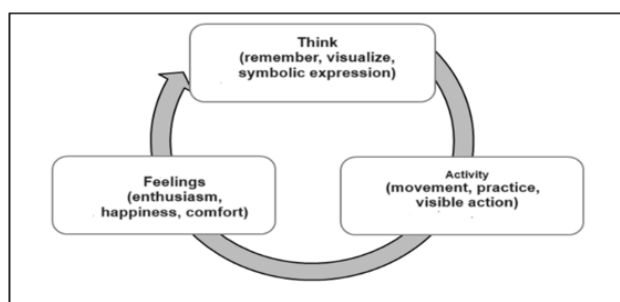 Think
(remember, visualize,
symbolic expression)
Feelings
(enthusiasm,
happiness, comfort)
Activity
(movement, practice,
visible action)